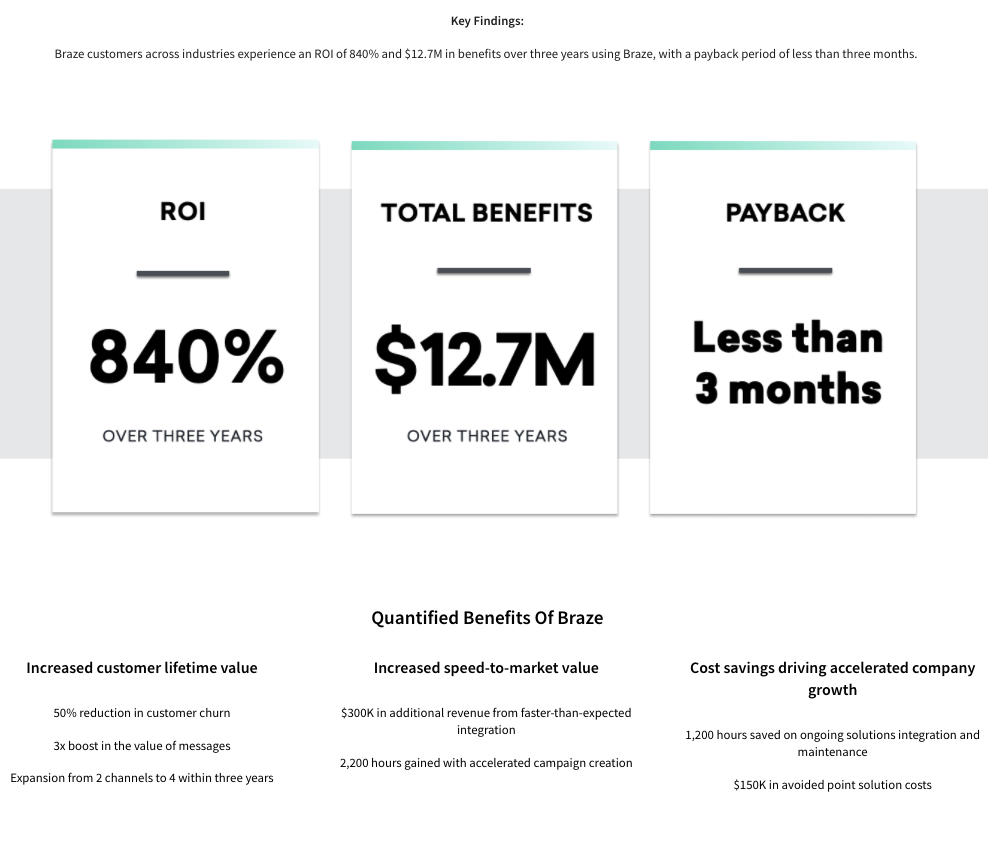 Key Findings:
Braze customers across industries experience an ROI of 840% and $12.7M in benefits over three years using Braze, with a payback period of less than three months.
ROI
840%
OVER THREE YEARS
TOTAL BENEFITS
$12.7M
OVER THREE YEARS
PAYBACK
Less than
3 months
Quantified Benefits Of Braze
Increased customer lifetime value
50% reduction in customer churn
3x boost in the value of messages
Expansion from 2 channels to 4 within three years
Increased speed-to-market value
$300K in additional revenue from faster-than-expected
integration
2,200 hours gained with accelerated campaign creation
Cost savings driving accelerated company
growth
1,200 hours saved on ongoing solutions integration and
maintenance
$150K in avoided point solution costs